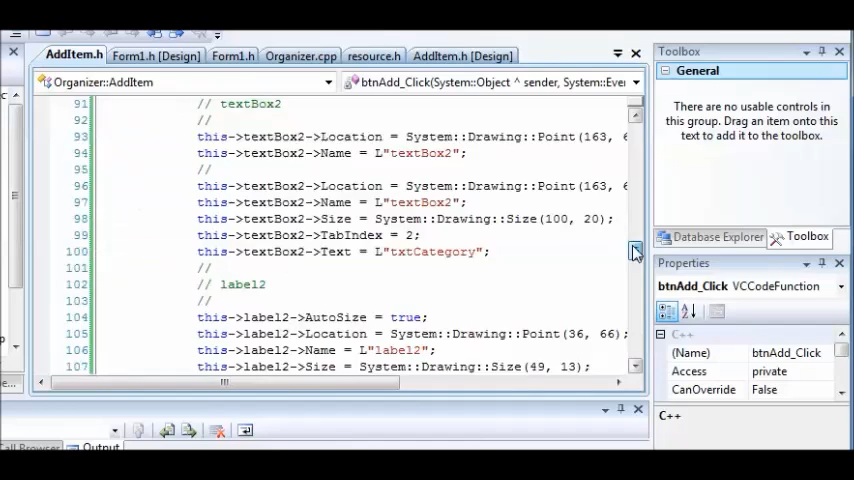 AddItem.h
Form1.h [Design]
Form1.h
Organizer.cpp
resource.h
AddItem.h [Design]
Organizer::AddItem
btnAdd_Click(System::Object ^ sender, System::Eve
91 // textBox2
92 //
93 this->textBox2->Location = System::Drawing::Point(163, 6
94 this->textBox2->Name = L"textBox2";
95 //
96 this->textBox2->Location = System::Drawing::Point(163, 6
97 this->textBox2->Name = L"textBox2";
98 this->textBox2->Size = System::Drawing::Size(100, 20);
99 this->textBox2->TabIndex = 2;
100 this->textBox2->Text = L"txtCategory";
101 //
102 // label2
103 //
104 this->label2->AutoSize = true;
105 this->label2->Location = System::Drawing::Point(36, 66);
106 this->label2->Name = L"label2";
107 this->label2->Size = System::Drawing::Size(49, 13);
Call Browser
Output
Toolbox
General
There are no usable controls in
this group. Drag an item onto this
text to add it to the toolbox.
Database Explorer
Toolbox
Properties
btnAdd_Click VCCodeFunction
C++
(Name) btnAdd_Click
Access private
CanOverride False
C++